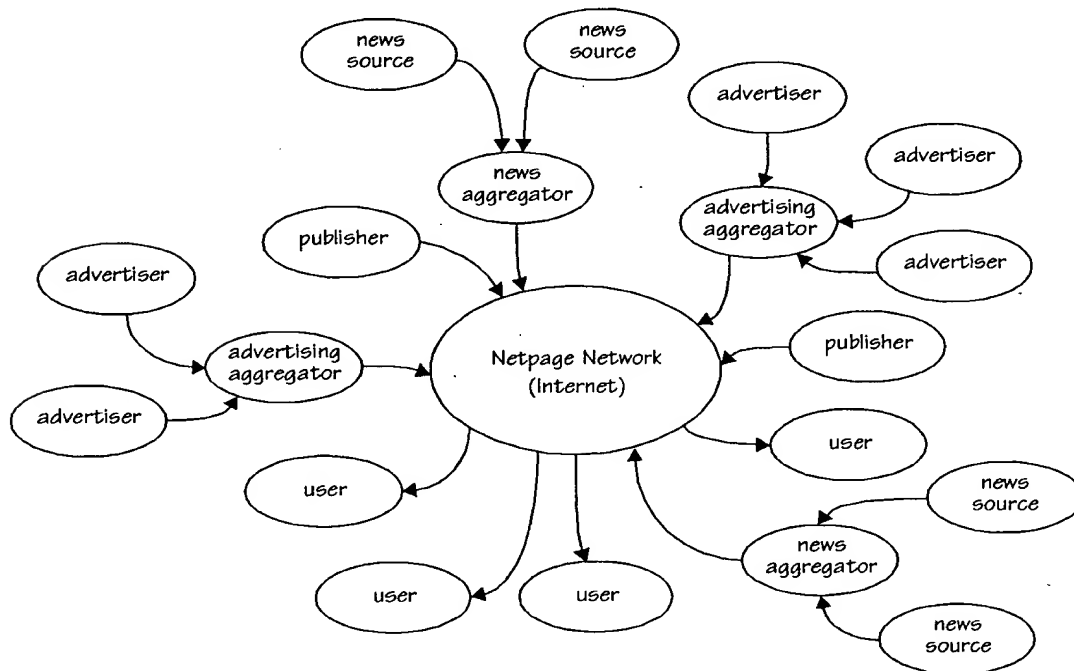 news
source
news
source
advertiser
advertiser
news
aggregator
advertising
aggregator
publisher
advertiser
advertiser
Netpage Network
(Internet)
publisher
advertising
aggregator
advertiser
user
user
news
source
news
aggregator
user
user
news
source